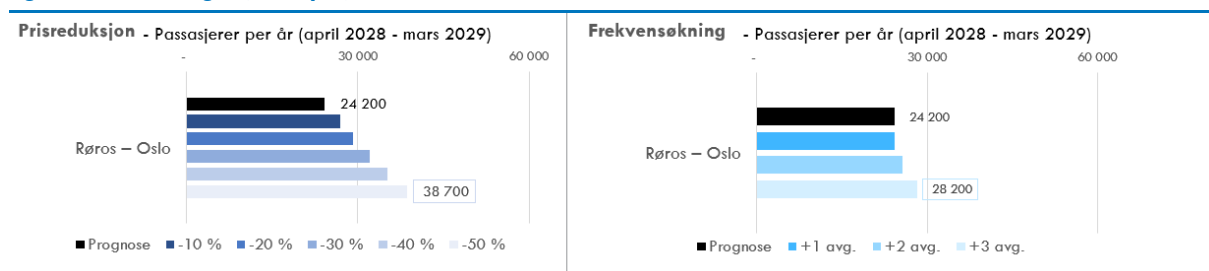 Prisreduksjon - Passasjerer per år (april 2028 - mars 2029)
- 30 000 60 000
24 200
Røros – Oslo
38 700
Prognose -10 % -20 % -30 % -40 % -50 %
Frekvensøkning - Passasjerer per år (april 2028 - mars 2029)
- 30 000 60 000
24 200
Røros – Oslo
28 200
Prognose +1 avg. +2 avg. +3 avg.